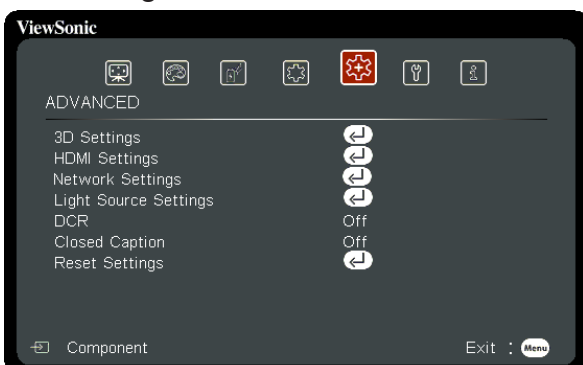 ViewSonic
ADVANCED
3D Settings
HDMI Settings
Network Settings
Light Source Settings
DCR Off
Closed Caption Off
Reset Settings
Component Exit : Menu